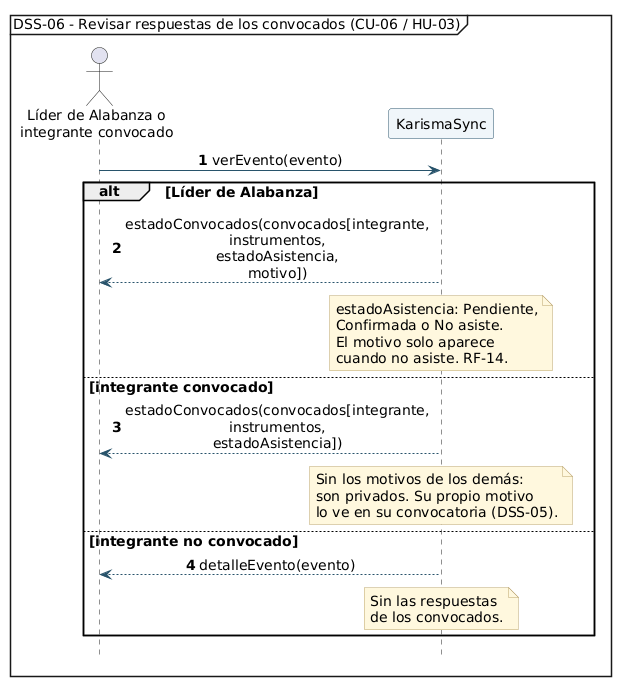 DSS-06 - Revisar respuestas de los convocados (CU-06 / HU-03)
Líder de Alabanza o
integrante convocado
KarismaSync
1 verEvento(evento)
alt [Líder de Alabanza]
estadoConvocados(convocados[integrante,
instrumentos,
2
estadoAsistencia,
motivo])
estadoAsistencia: Pendiente,
Confirmada o No asiste.
El motivo solo aparece
cuando no asiste. RF-14.
[integrante convocado]
estadoConvocados(convocados[integrante,
3 instrumentos,
estadoAsistencia])
Sin los motivos de los demás:
son privados. Su propio motivo
lo ve en su convocatoria (DSS-05).
[integrante no convocado]
4 detalleEvento(evento)
Sin las respuestas
de los convocados.